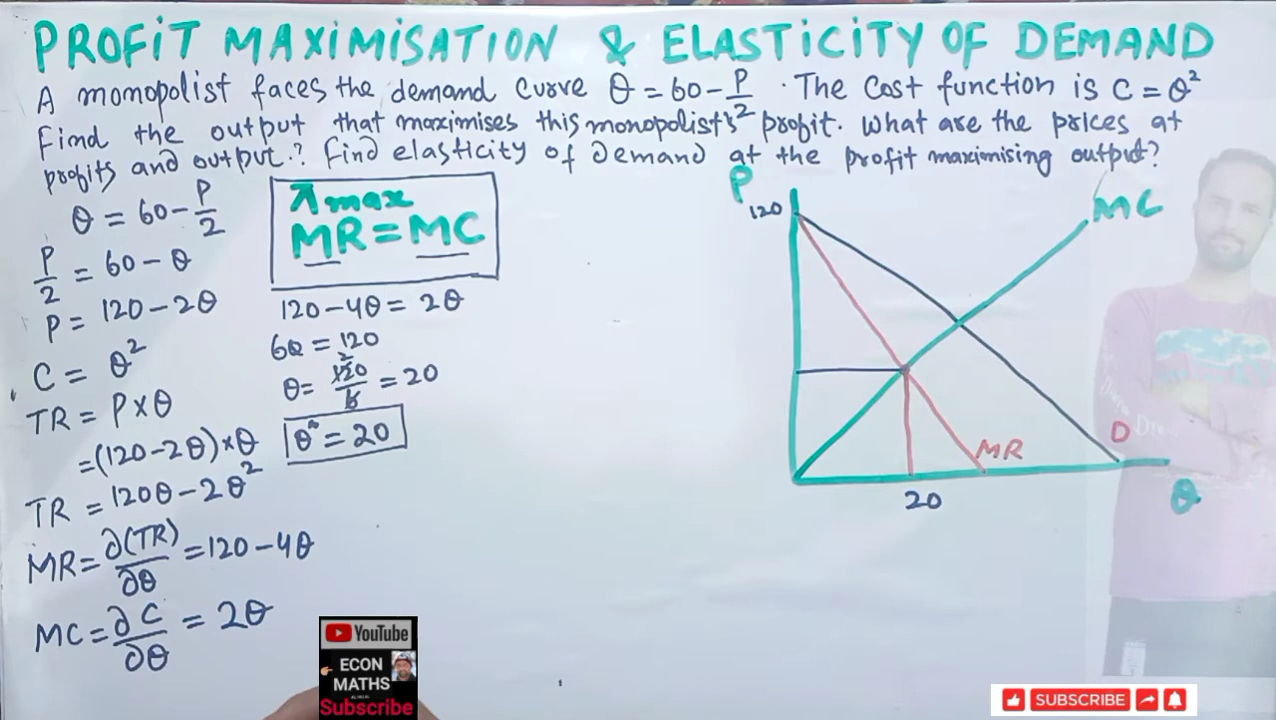 PROFIT MAXIMISATION & ELASTICITY OF DEMAND
A monopolist faces the demand curve Q = 60 - P/2 . The cost function is C = Q²
Find the output that maximises this monopolist's profit. What are the prices at
profits and output.? Find elasticity of demand at the profit maximising output?
Q = 60 - P/2
P/2 = 60 - Q
P = 120 - 2Q
C = Q²
TR = P × Q
= (120 - 2Q) × Q
TR = 120Q - 2Q²
MR = ∂(TR)/∂Q = 120 - 4Q
MC = ∂C/∂Q = 2Q
π max
MR = MC
120 - 4Q = 2Q
6Q = 120
Q = 120/6 = 20
Q* = 20
P
120
MC
D
MR
20
Q
YouTube
ECON
MATHS
Subscribe
SUBSCRIBE